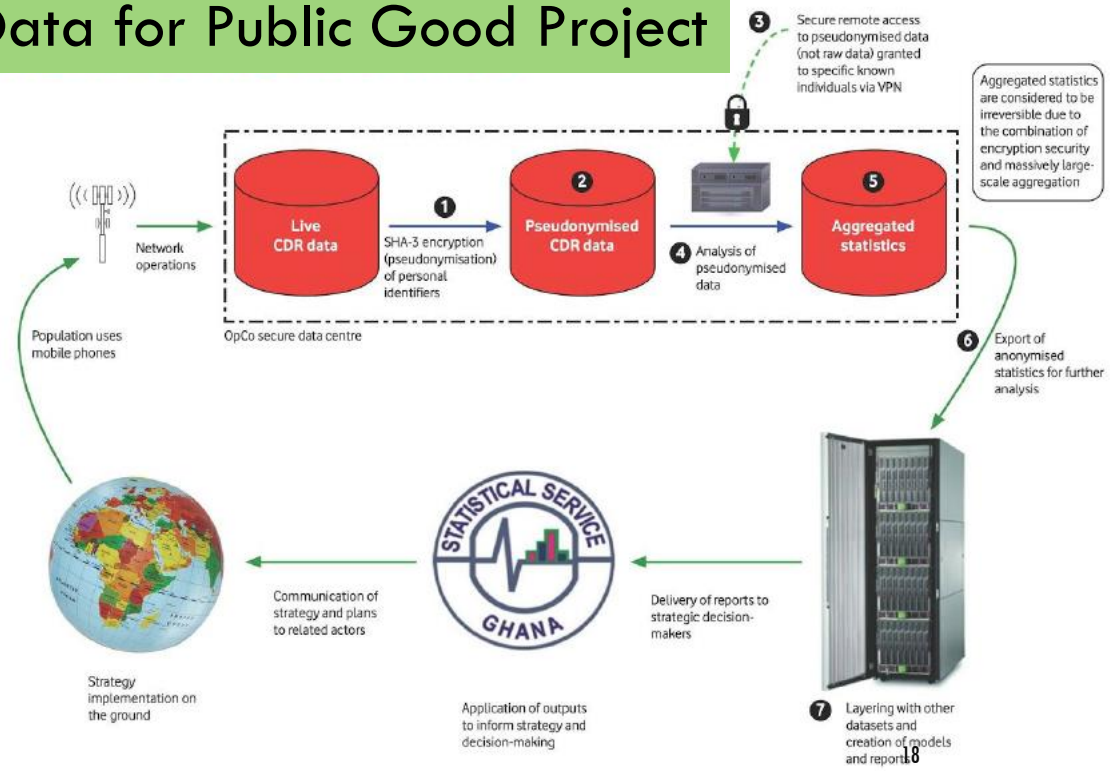 Data for Public Good Project
3
Secure remote access
to pseudonymised data
(not raw data) granted
to specific known
individuals via VPN
Aggregated statistics
are considered to be
irreversible due to
the combination of
encryption security
and massively large-
scale aggregation
Network
operations
Live
CDR data
1
SHA-3 encryption
(pseudonymisation)
of personal
identifiers
2
Pseudonymised
CDR data
4
Analysis of
pseudonymised
data
5
Aggregated
statistics
OpCo secure data centre
Population uses
mobile phones
6
Export of
anonymised
statistics for further
analysis
STATISTICAL SERVICE
GHANA
Communication of
strategy and plans
to related actors
Delivery of reports to
strategic decision-
makers
Strategy
implementation on
the ground
Application of outputs
to inform strategy and
decision-making
7
Layering with other
datasets and
creation of models
and reports
18